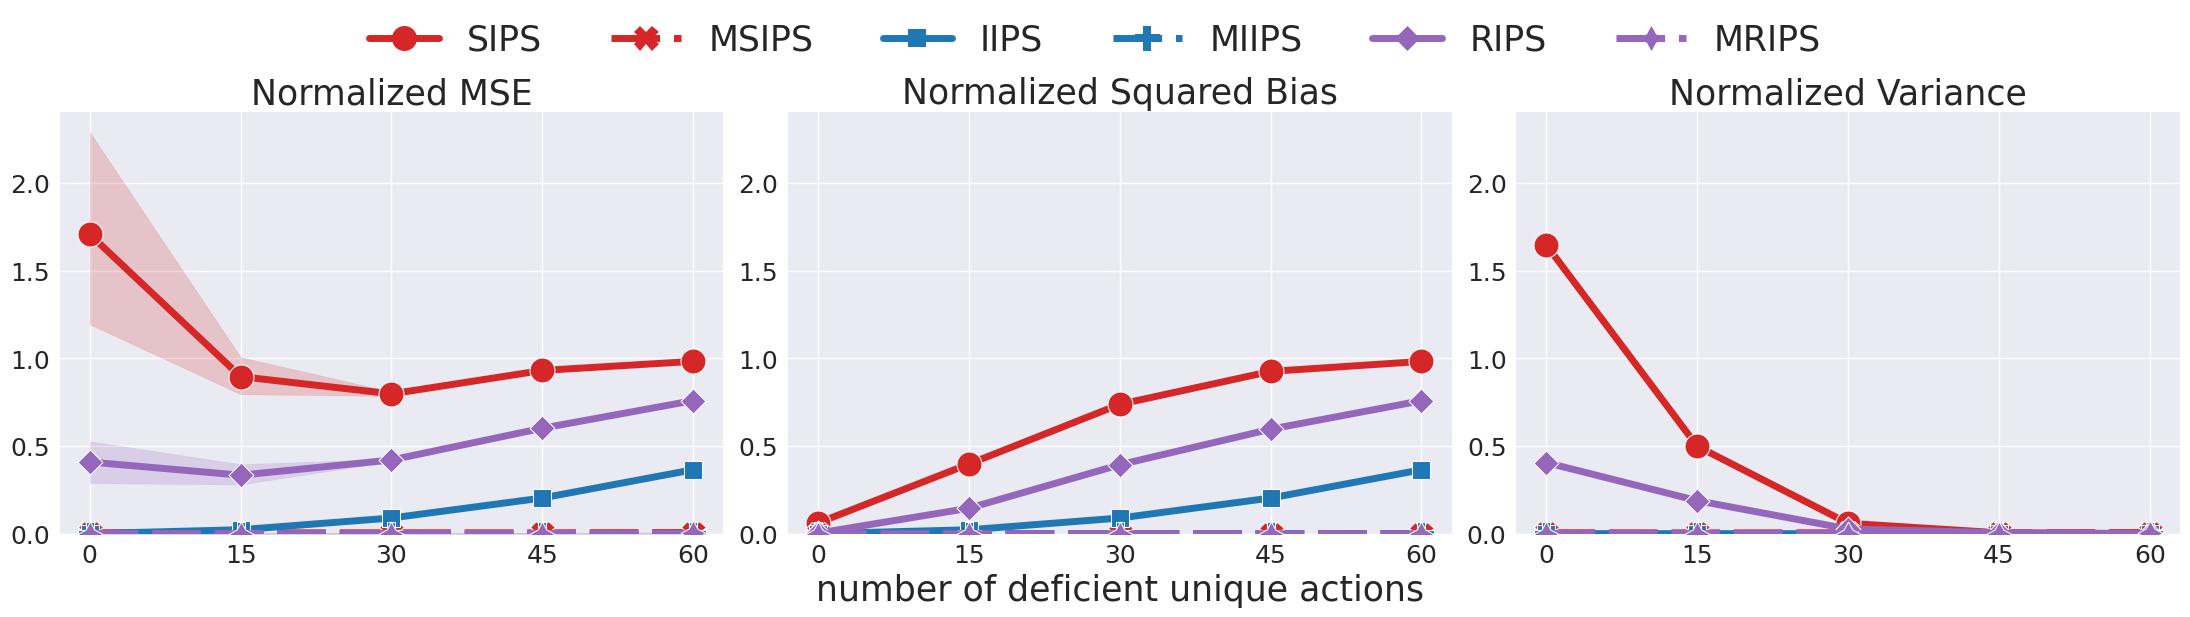 SIPS MSIPS IIPS MIIPS RIPS MRIPS
Normalized MSE Normalized Squared Bias Normalized Variance
2.0 2.0 2.0
1.5 1.5 1.5
1.0 1.0 1.0
0.5 0.5 0.5
0.0 0.0 0.0
0 15 30 45 60 0 15 30 45 60 0 15 30 45 60
number of deficient unique actions